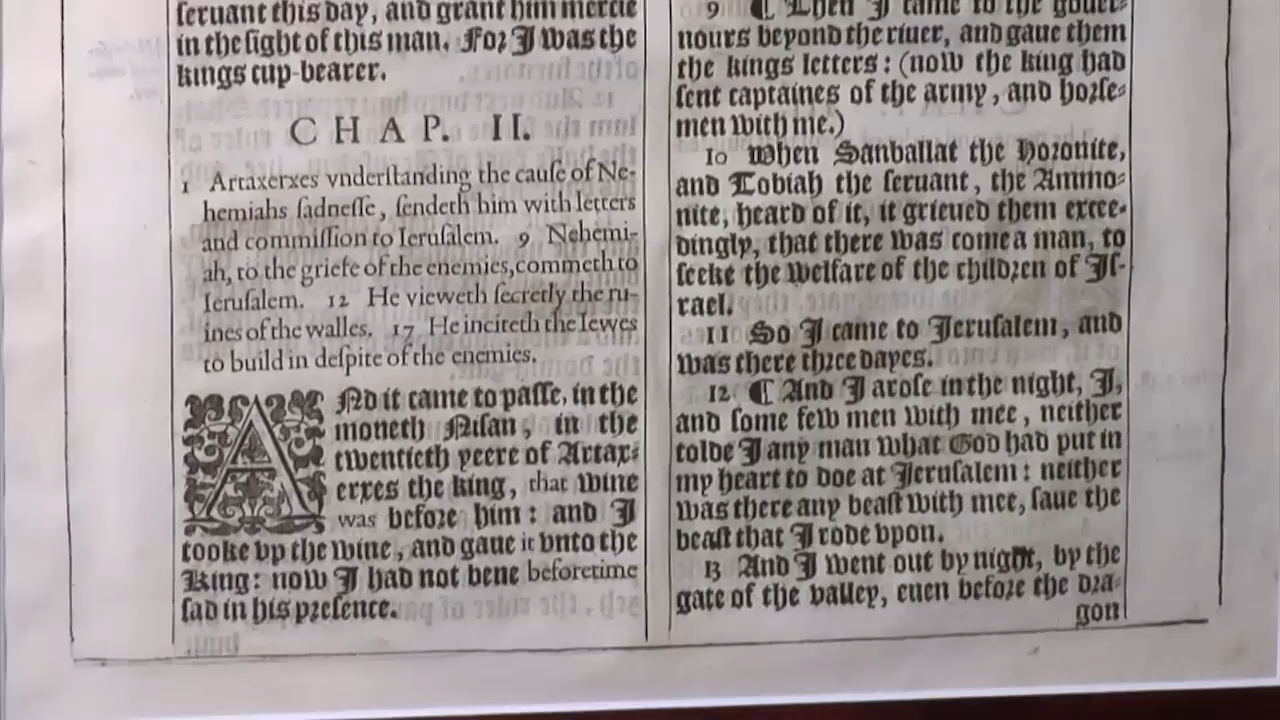 seruant this day, and grant him mercie
in the sight of this man. For I was the
kings cup-bearer.
CHAP. II.
1 Artaxerxes vnderstanding the cause of Ne-
hemiahs sadnesse, sendeth him with letters
and commission to Ierusalem. 9 Nehemi-
ah, to the griefe of the enemies, commeth to
Ierusalem. 12 He vieweth secretly the ru-
ines of the walles. 17 He inciteth the Iewes
to build in despite of the enemies.
ANd it came to passe, in the
moneth Nisan, in the
twentieth yeere of Artax-
erxes the king, that wine
was before him: and I
tooke vp the wine, and gaue it vnto the
King: now I had not bene beforetime
sad in his presence.
9 ¶ Then I came to the gouer-
nours beyond the riuer, and gaue them
the kings letters: (now the king had
sent captaines of the army, and horse-
men with me.)
10 When Sanballat the Horonite,
and Tobiah the seruant, the Ammo-
nite, heard of it, it grieued them excee-
dingly, that there was come a man, to
seeke the welfare of the children of Is-
rael.
11 So I came to Ierusalem, and
was there three dayes.
12 ¶ And I arose in the night, I,
and some few men with mee, neither
tolde I any man what God had put in
my heart to doe at Ierusalem: neither
was there any beast with mee, saue the
beast that I rode vpon.
13 And I went out by night, by the
gate of the valley, euen before the dra-
gon